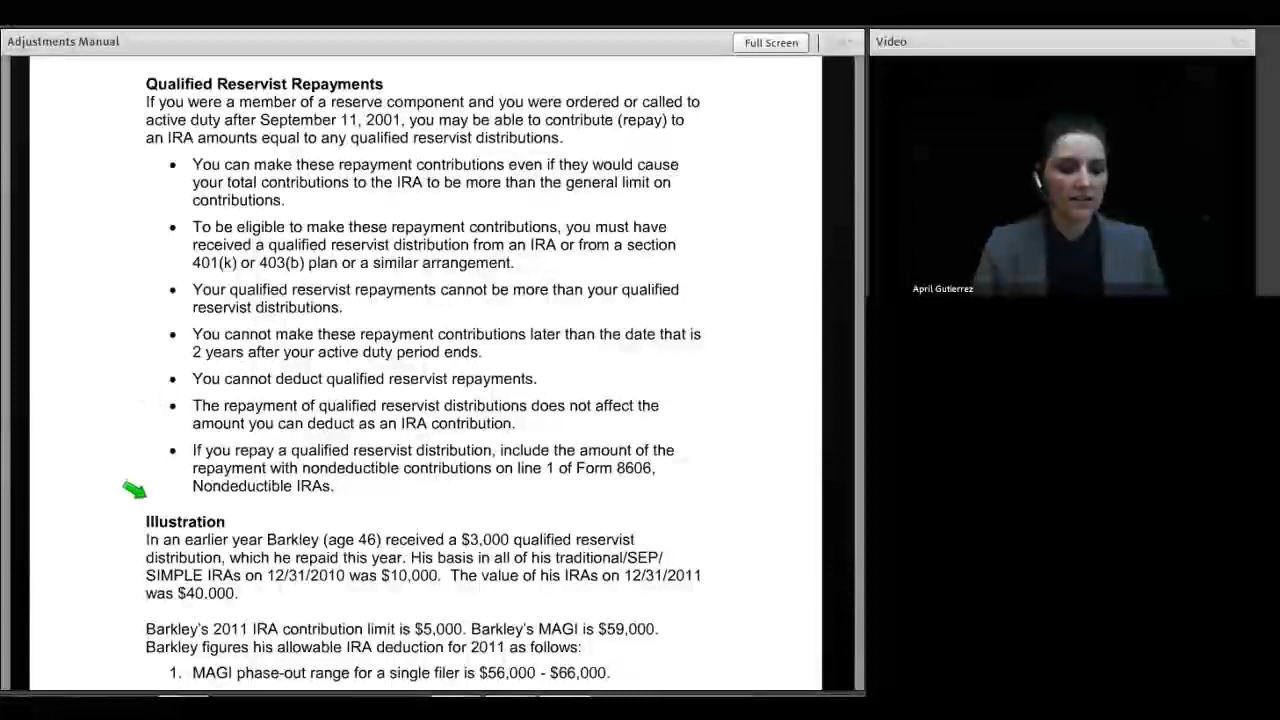 Adjustments Manual
Full Screen
Video
Qualified Reservist Repayments
If you were a member of a reserve component and you were ordered or called to
active duty after September 11, 2001, you may be able to contribute (repay) to
an IRA amounts equal to any qualified reservist distributions.
• You can make these repayment contributions even if they would cause
your total contributions to the IRA to be more than the general limit on
contributions.
• To be eligible to make these repayment contributions, you must have
received a qualified reservist distribution from an IRA or from a section
401(k) or 403(b) plan or a similar arrangement.
• Your qualified reservist repayments cannot be more than your qualified
reservist distributions.
• You cannot make these repayment contributions later than the date that is
2 years after your active duty period ends.
• You cannot deduct qualified reservist repayments.
• The repayment of qualified reservist distributions does not affect the
amount you can deduct as an IRA contribution.
• If you repay a qualified reservist distribution, include the amount of the
repayment with nondeductible contributions on line 1 of Form 8606,
Nondeductible IRAs.
Illustration
In an earlier year Barkley (age 46) received a $3,000 qualified reservist
distribution, which he repaid this year. His basis in all of his traditional/SEP/
SIMPLE IRAs on 12/31/2010 was $10,000. The value of his IRAs on 12/31/2011
was $40,000.
Barkley's 2011 IRA contribution limit is $5,000. Barkley's MAGI is $59,000.
Barkley figures his allowable IRA deduction for 2011 as follows:
1. MAGI phase-out range for a single filer is $56,000 - $66,000.
April Gutierrez